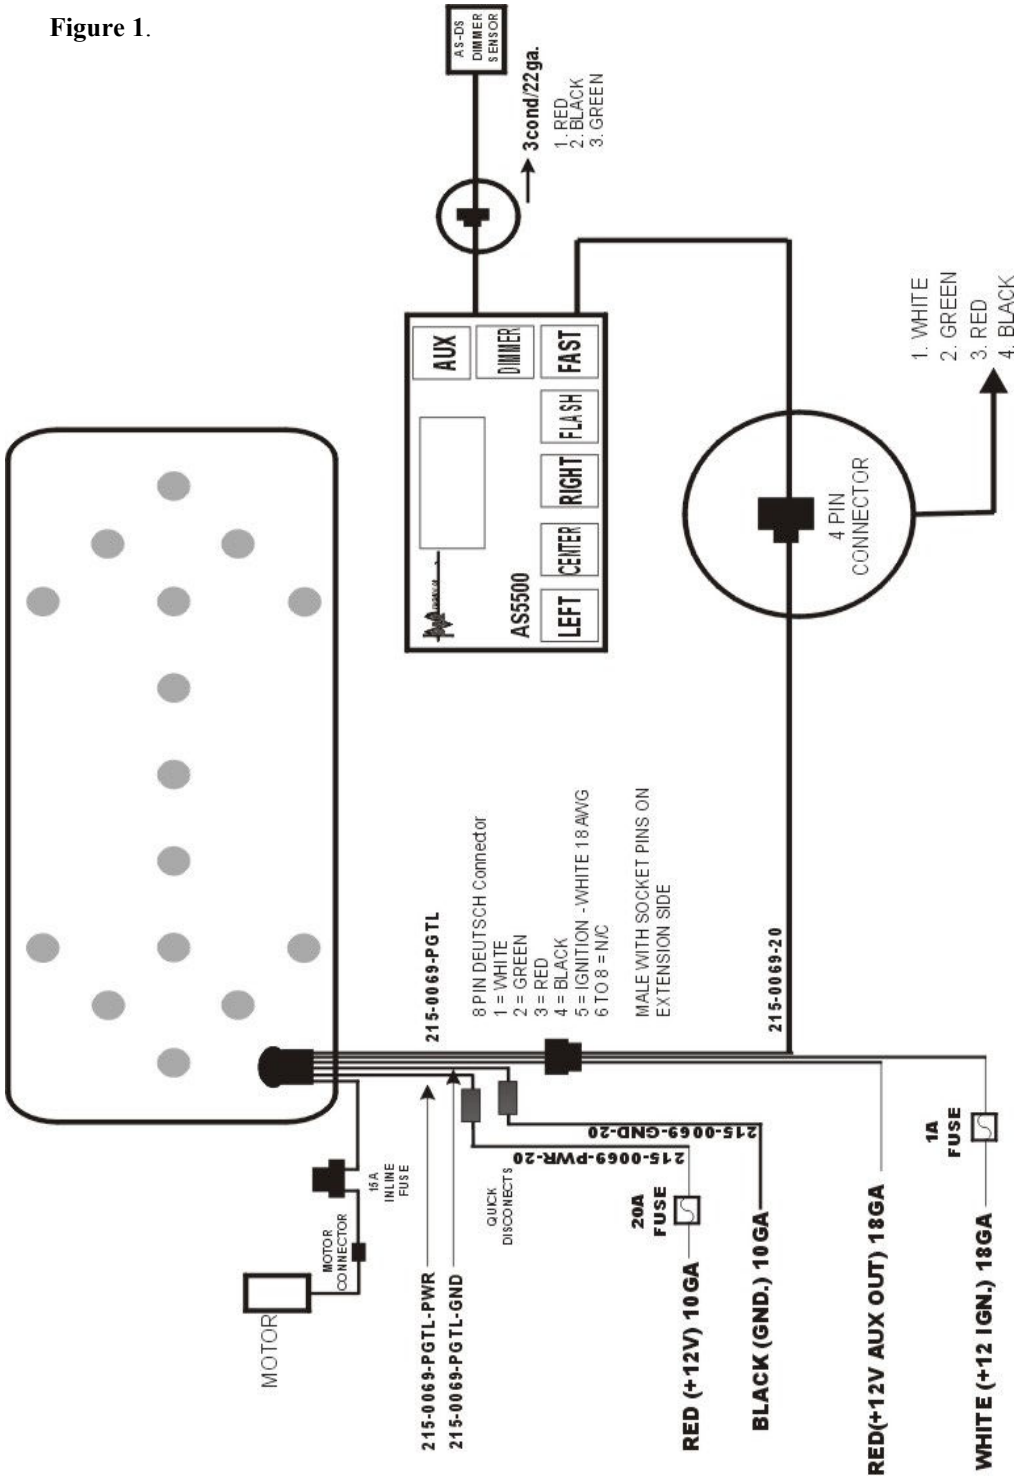 Figure 1.
AS-DS
DIMMER
SENSOR
3cond/22ga.
1. RED
2. BLACK
3. GREEN
AUX
DIMMER
FAST
FLASH
RIGHT
CENTER
LEFT
AS5500
1. WHITE
2. GREEN
3. RED
4. BLACK
4 PIN
CONNECTOR
215-0069-PGTL
8 PIN DEUTSCH Connector
1 = WHITE
2 = GREEN
3 = RED
4 = BLACK
5 = IGNITION - WHITE 18 AWG
6 TO 8 = N/C
MALE WITH SOCKET PINS ON
EXTENSION SIDE
215-0069-20
MOTOR
MOTOR
CONNECTOR
15A
INLINE
FUSE
215-0069-PGTL-PWR
215-0069-PGTL-GND
QUICK
DISCONECTS
215-0069-PWR-20
215-0069-GND-20
20A
FUSE
RED (+12V) 10GA
BLACK (GND.) 10GA
RED(+12V AUX OUT) 18GA
1A
FUSE
WHITE (+12 IGN.) 18GA